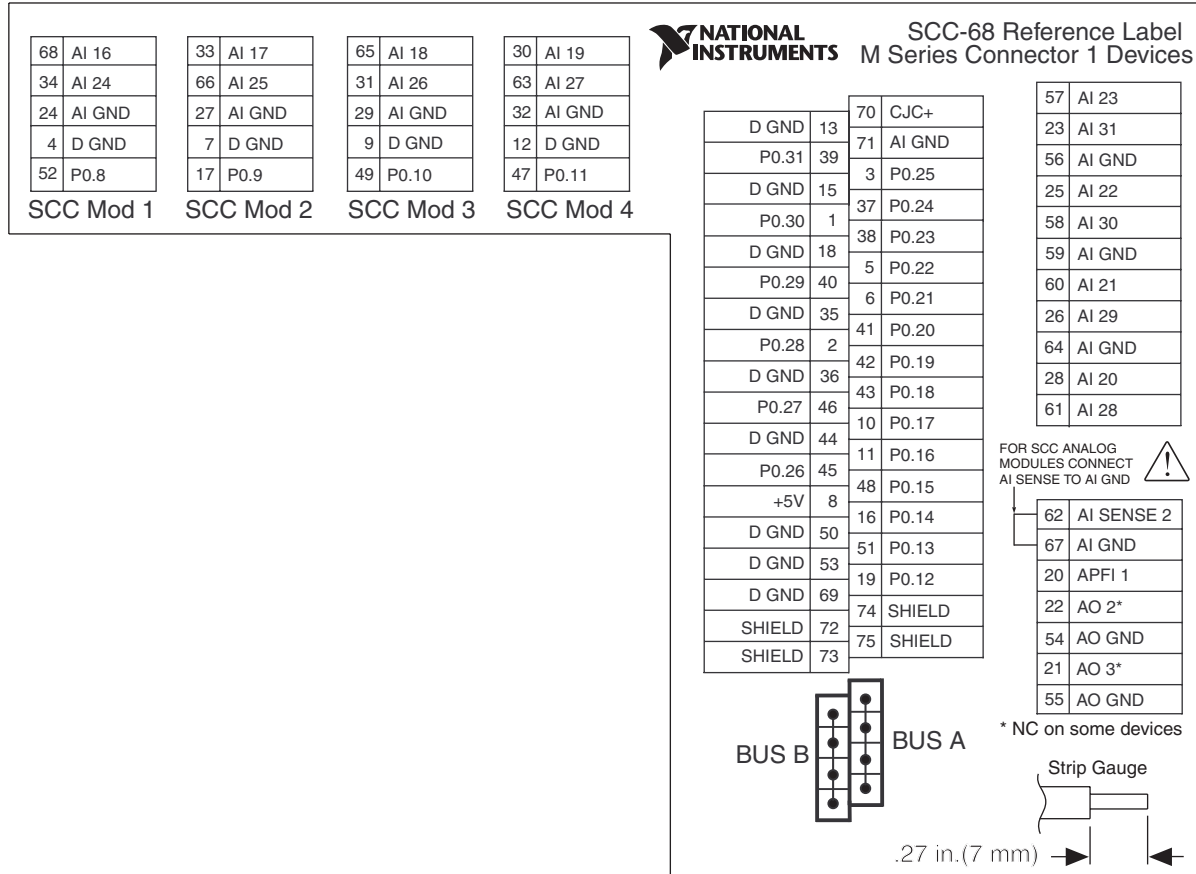 NATIONAL
INSTRUMENTS
SCC-68 Reference Label
M Series Connector 1 Devices
68 AI 16
34 AI 24
24 AI GND
4 D GND
52 P0.8
SCC Mod 1
33 AI 17
66 AI 25
27 AI GND
7 D GND
17 P0.9
SCC Mod 2
65 AI 18
31 AI 26
29 AI GND
9 D GND
49 P0.10
SCC Mod 3
30 AI 19
63 AI 27
32 AI GND
12 D GND
47 P0.11
SCC Mod 4
D GND 13
P0.31 39
D GND 15
P0.30 1
D GND 18
P0.29 40
D GND 35
P0.28 2
D GND 36
P0.27 46
D GND 44
P0.26 45
+5V 8
D GND 50
D GND 53
D GND 69
SHIELD 72
SHIELD 73
70 CJC+
71 AI GND
3 P0.25
37 P0.24
38 P0.23
5 P0.22
6 P0.21
41 P0.20
42 P0.19
43 P0.18
10 P0.17
11 P0.16
48 P0.15
16 P0.14
51 P0.13
19 P0.12
74 SHIELD
75 SHIELD
57 AI 23
23 AI 31
56 AI GND
25 AI 22
58 AI 30
59 AI GND
60 AI 21
26 AI 29
64 AI GND
28 AI 20
61 AI 28
FOR SCC ANALOG
MODULES CONNECT
AI SENSE TO AI GND
!
62 AI SENSE 2
67 AI GND
20 APFI 1
22 AO 2*
54 AO GND
21 AO 3*
55 AO GND
* NC on some devices
BUS B
BUS A
Strip Gauge
.27 in.(7 mm)